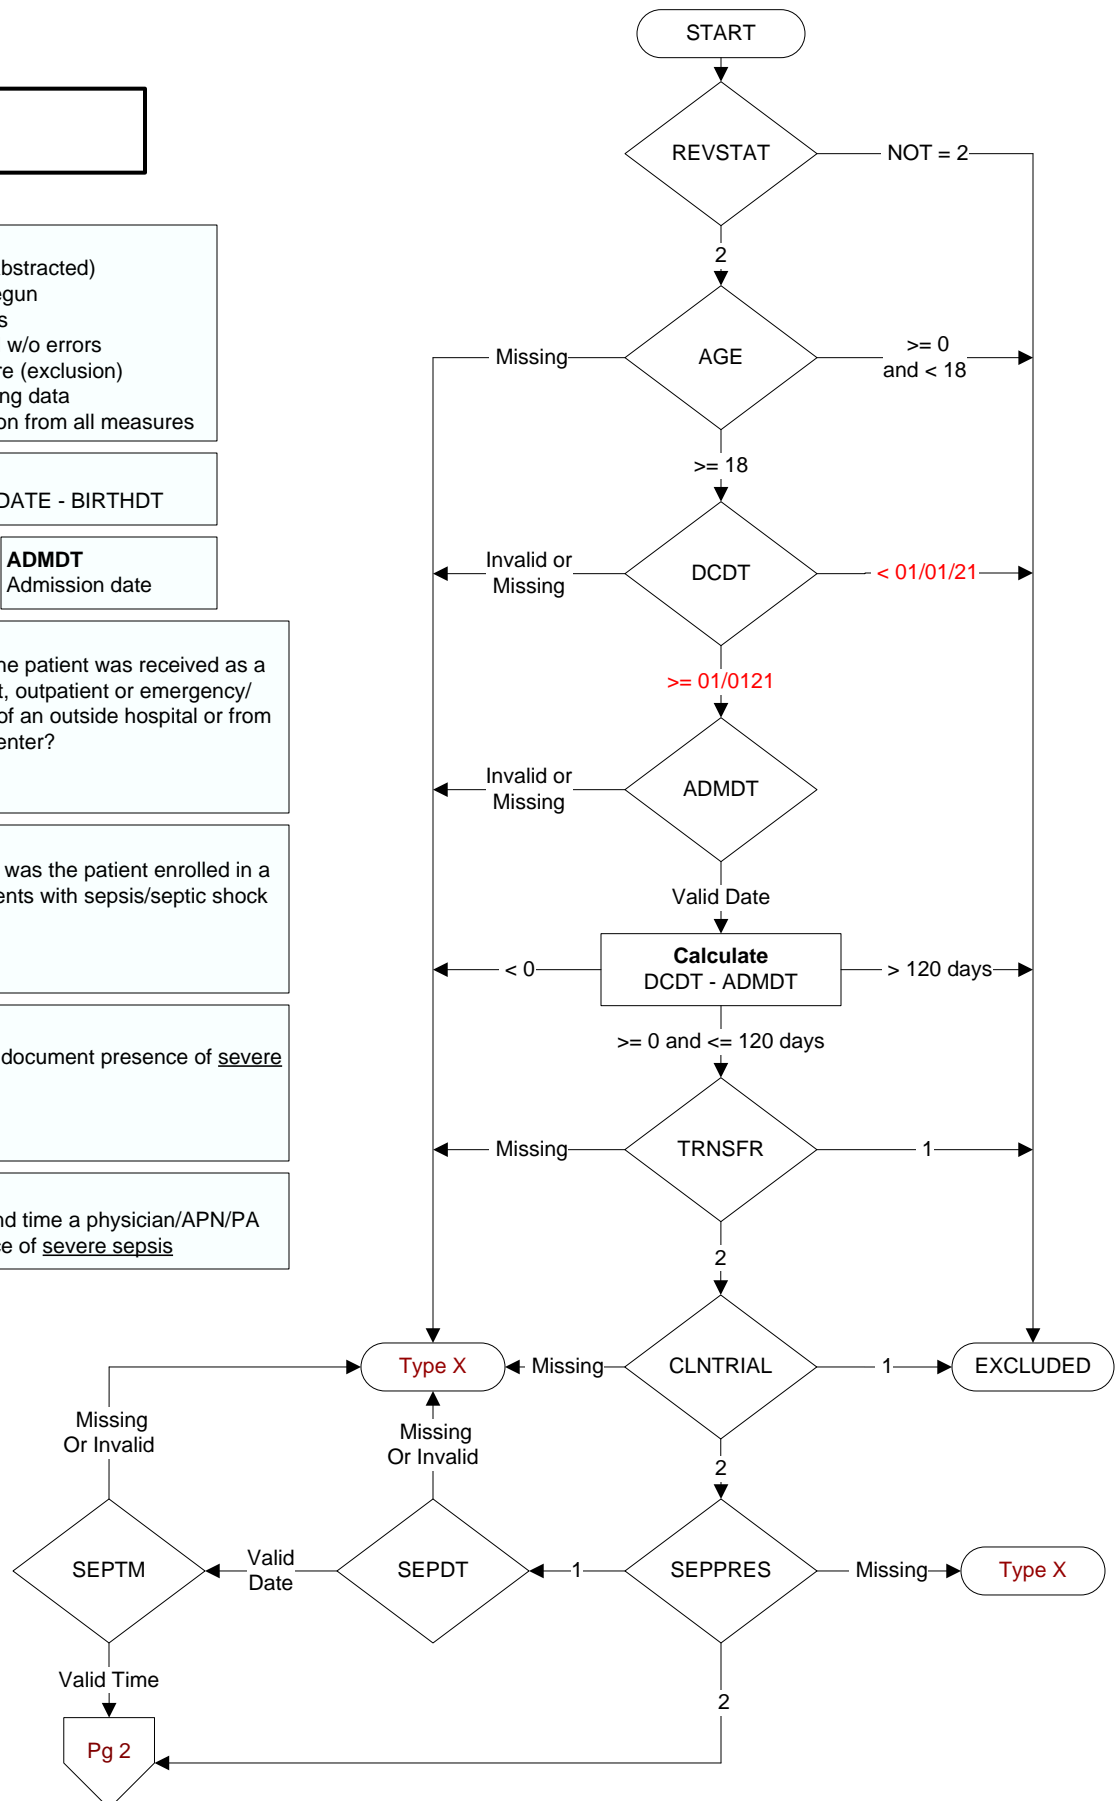 START
REVSTAT
NOT = 2
2
bstracted)
egun
s
w/o errors
re (exclusion)
ng data
on from all measures
AGE
Missing
>= 0
and < 18
>= 18
DATE - BIRTHDT
ADMDT
Admission date
DCDT
Invalid or
Missing
< 01/01/21
>= 01/0121
he patient was received as a
t, outpatient or emergency/
of an outside hospital or from
enter?
ADMDT
Invalid or
Missing
Valid Date
was the patient enrolled in a
ents with sepsis/septic shock
Calculate
DCDT - ADMDT
< 0
> 120 days
>= 0 and <= 120 days
document presence of severe
TRNSFR
Missing
1
2
nd time a physician/APN/PA
ce of severe sepsis
Type X
Missing
CLNTRIAL
1
EXCLUDED
2
Missing
Or Invalid
Missing
Or Invalid
SEPTM
Valid
Date
SEPDT
1
SEPPRES
Missing
Type X
Valid Time
2
Pg 2